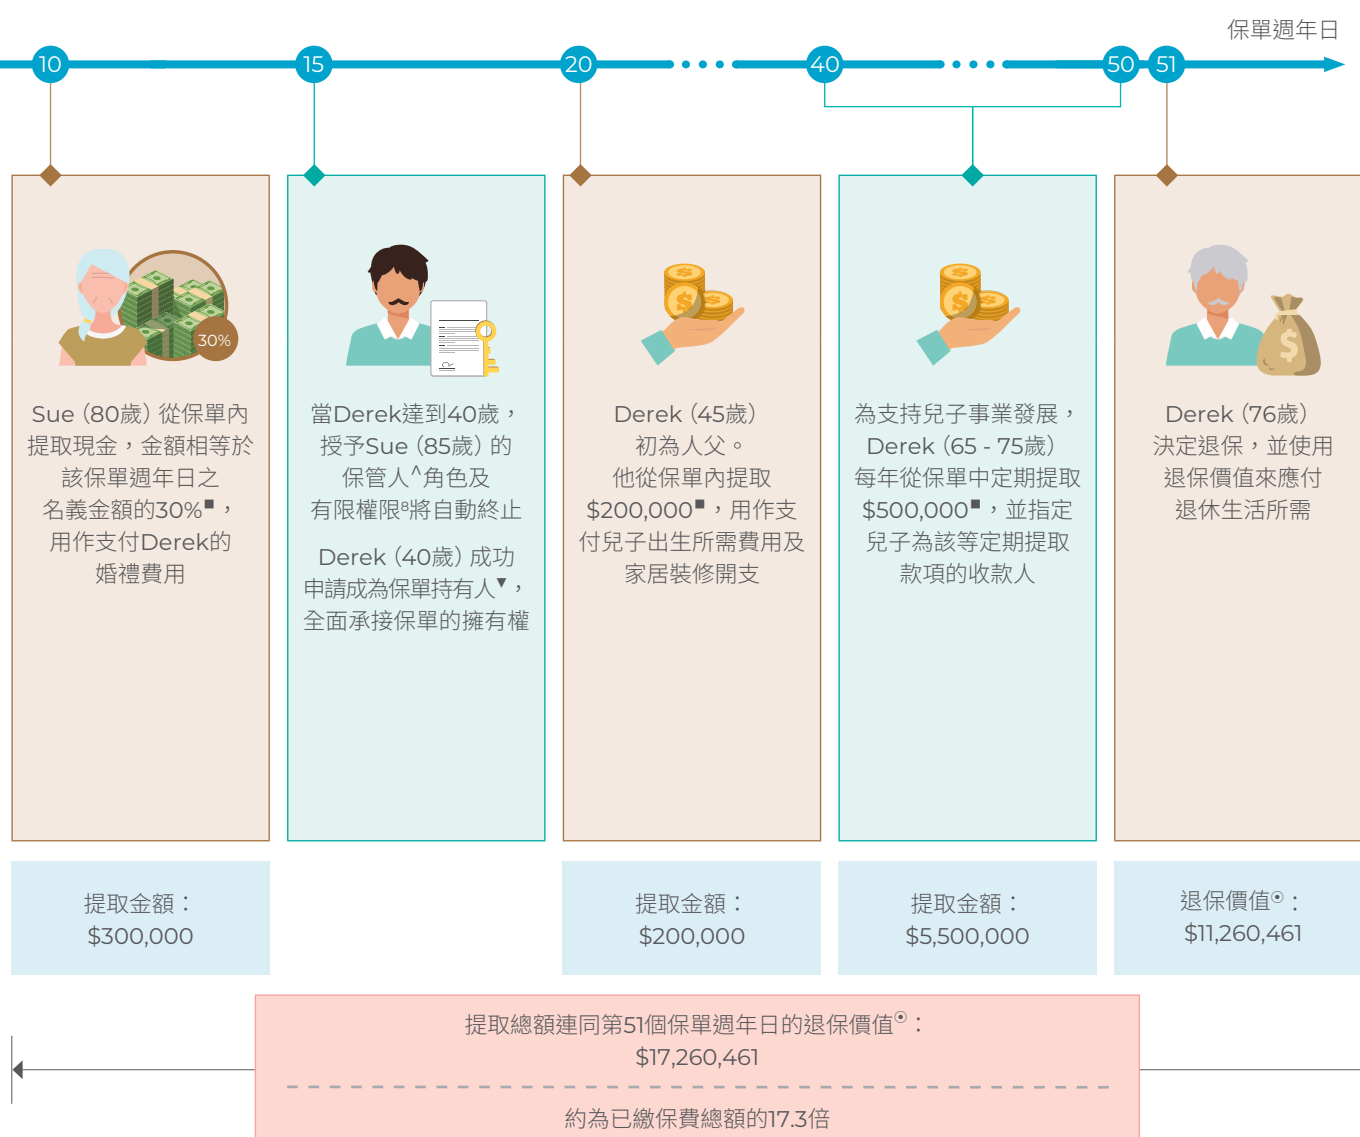 保單週年日
10
15
20
40
50
51
30%
Sue（80歲）從保單內
提取現金，金額相等於
該保單週年日之
名義金額的30%■，
用作支付Derek的
婚禮費用
當Derek達到40歲，
授予Sue（85歲）的
保管人^角色及
有限權限⁸將自動終止
Derek（40歲）成功
申請成為保單持有人▼，
全面承接保單的擁有權
Derek（45歲）
初為人父。
他從保單內提取
$200,000■，用作支
付兒子出生所需費用及
家居裝修開支
為支持兒子事業發展，
Derek（65 - 75歲）
每年從保單中定期提取
$500,000■，並指定
兒子為該等定期提取
款項的收款人
Derek（76歲）
決定退保，並使用
退保價值來應付
退休生活所需
提取金額：
$300,000
提取金額：
$200,000
提取金額：
$5,500,000
退保價值⦿：
$11,260,461
提取總額連同第51個保單週年日的退保價值⦿：
$17,260,461
約為已繳保費總額的17.3倍